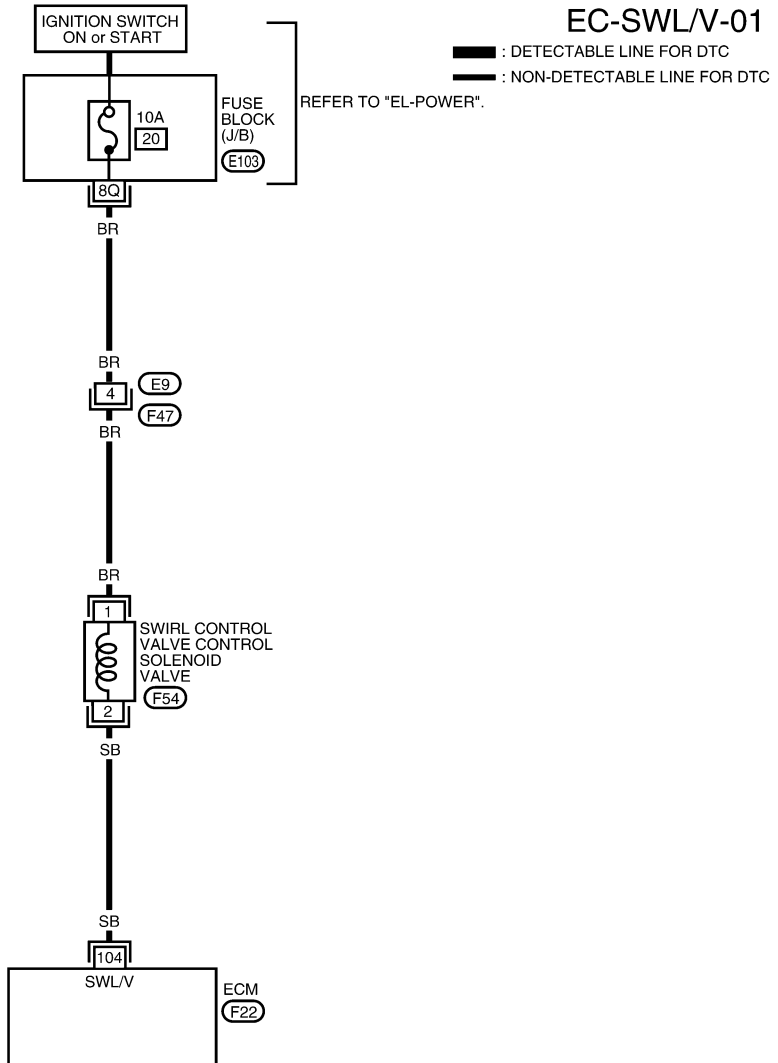 EC-SWL/V-01
: DETECTABLE LINE FOR DTC
: NON-DETECTABLE LINE FOR DTC
IGNITION SWITCH
ON or START
REFER TO "EL-POWER".
10A
20
FUSE
BLOCK
(J/B)
E103
8Q
BR
BR
4
E9
F47
BR
BR
1
SWIRL CONTROL
VALVE CONTROL
SOLENOID
VALVE
F54
2
SB
SB
104
SWL/V
ECM
F22